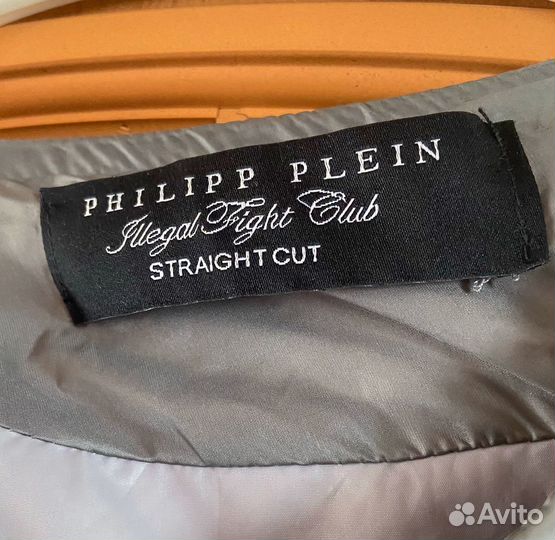 PHILIPP PLEIN
Illegal Fight Club
STRAIGHT CUT
Avito